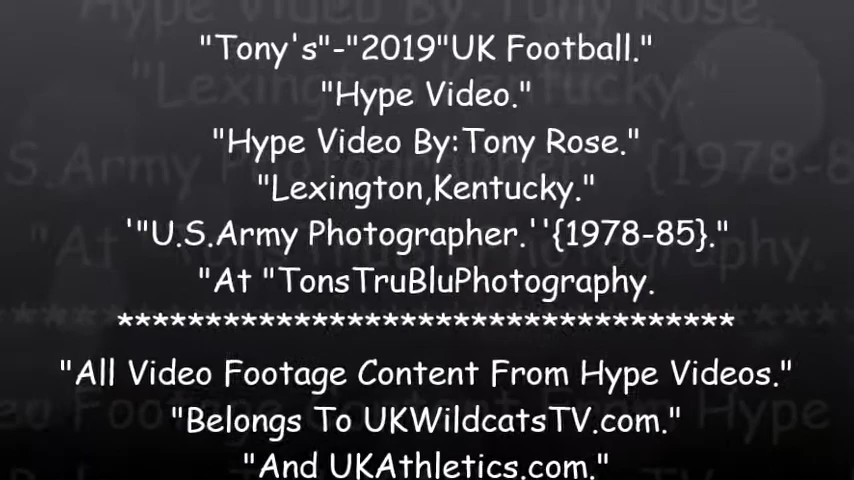 "Tony's"-"2019"UK Football."
"Hype Video."
"Hype Video By:Tony Rose."
"Lexington,Kentucky."
'"U.S.Army Photographer.''{1978-85}."
"At "TonsTruBluPhotography.
***********************************
"All Video Footage Content From Hype Videos."
"Belongs To UKWildcatsTV.com."
"And UKAthletics.com."